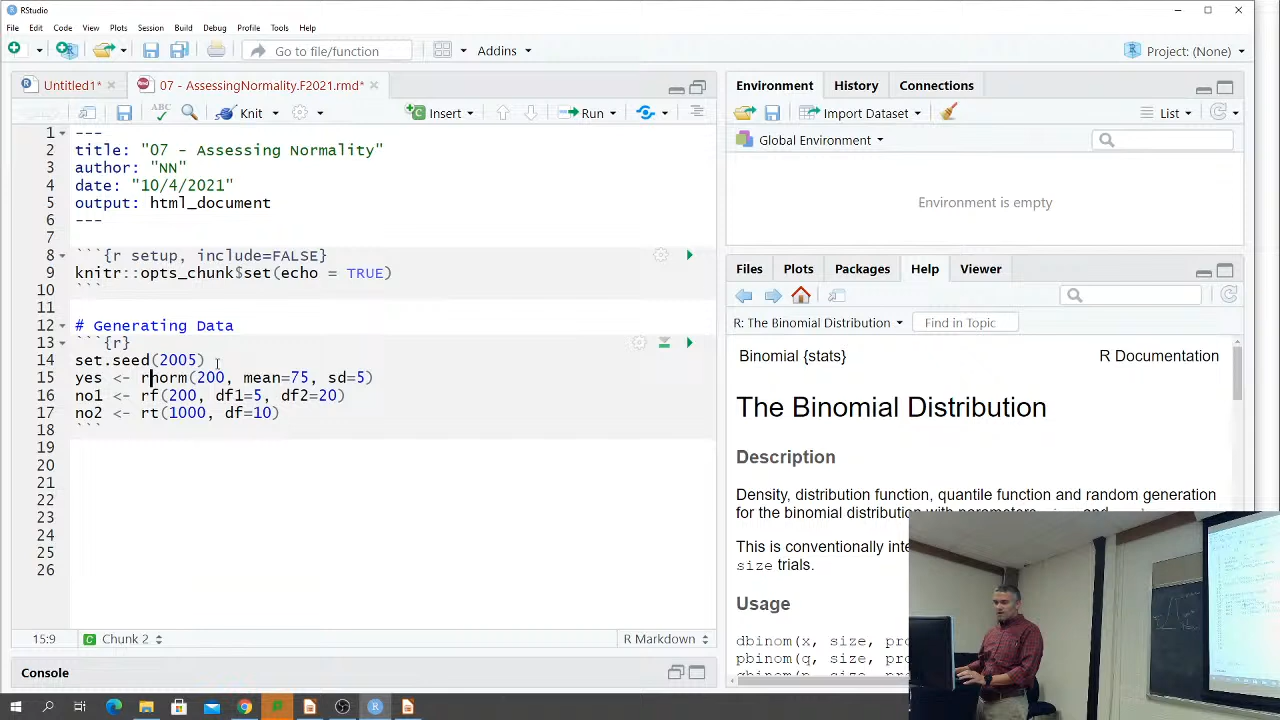 RStudio
File Edit Code View Plots Session Build Debug Profile Tools Help
Go to file/function Addins Project: (None)
Untitled1* 07 - AssessingNormality.F2021.rmd*
ABC Knit Insert Run
1 ---
2 title: "07 - Assessing Normality"
3 author: "NN"
4 date: "10/4/2021"
5 output: html_document
6 ---
7
8 ```{r setup, include=FALSE}
9 knitr::opts_chunk$set(echo = TRUE)
10 ```
11
12 # Generating Data
13 ```{r}
14 set.seed(2005)
15 yes <- rnorm(200, mean=75, sd=5)
16 no1 <- rf(200, df1=5, df2=20)
17 no2 <- rt(1000, df=10)
18 ```
19
20
21
22
23
24
25
26
15:9 Chunk 2 R Markdown
Console
Environment History Connections
Import Dataset List
Global Environment
Environment is empty
Files Plots Packages Help Viewer
R: The Binomial Distribution Find in Topic
Binomial {stats} R Documentation
The Binomial Distribution
Description
Density, distribution function, quantile function and random generation
for the binomial distribution with parameters
This is conventionally inte
size trials.
Usage
dbinom(x, size, pro
pbinom(q, size, pro